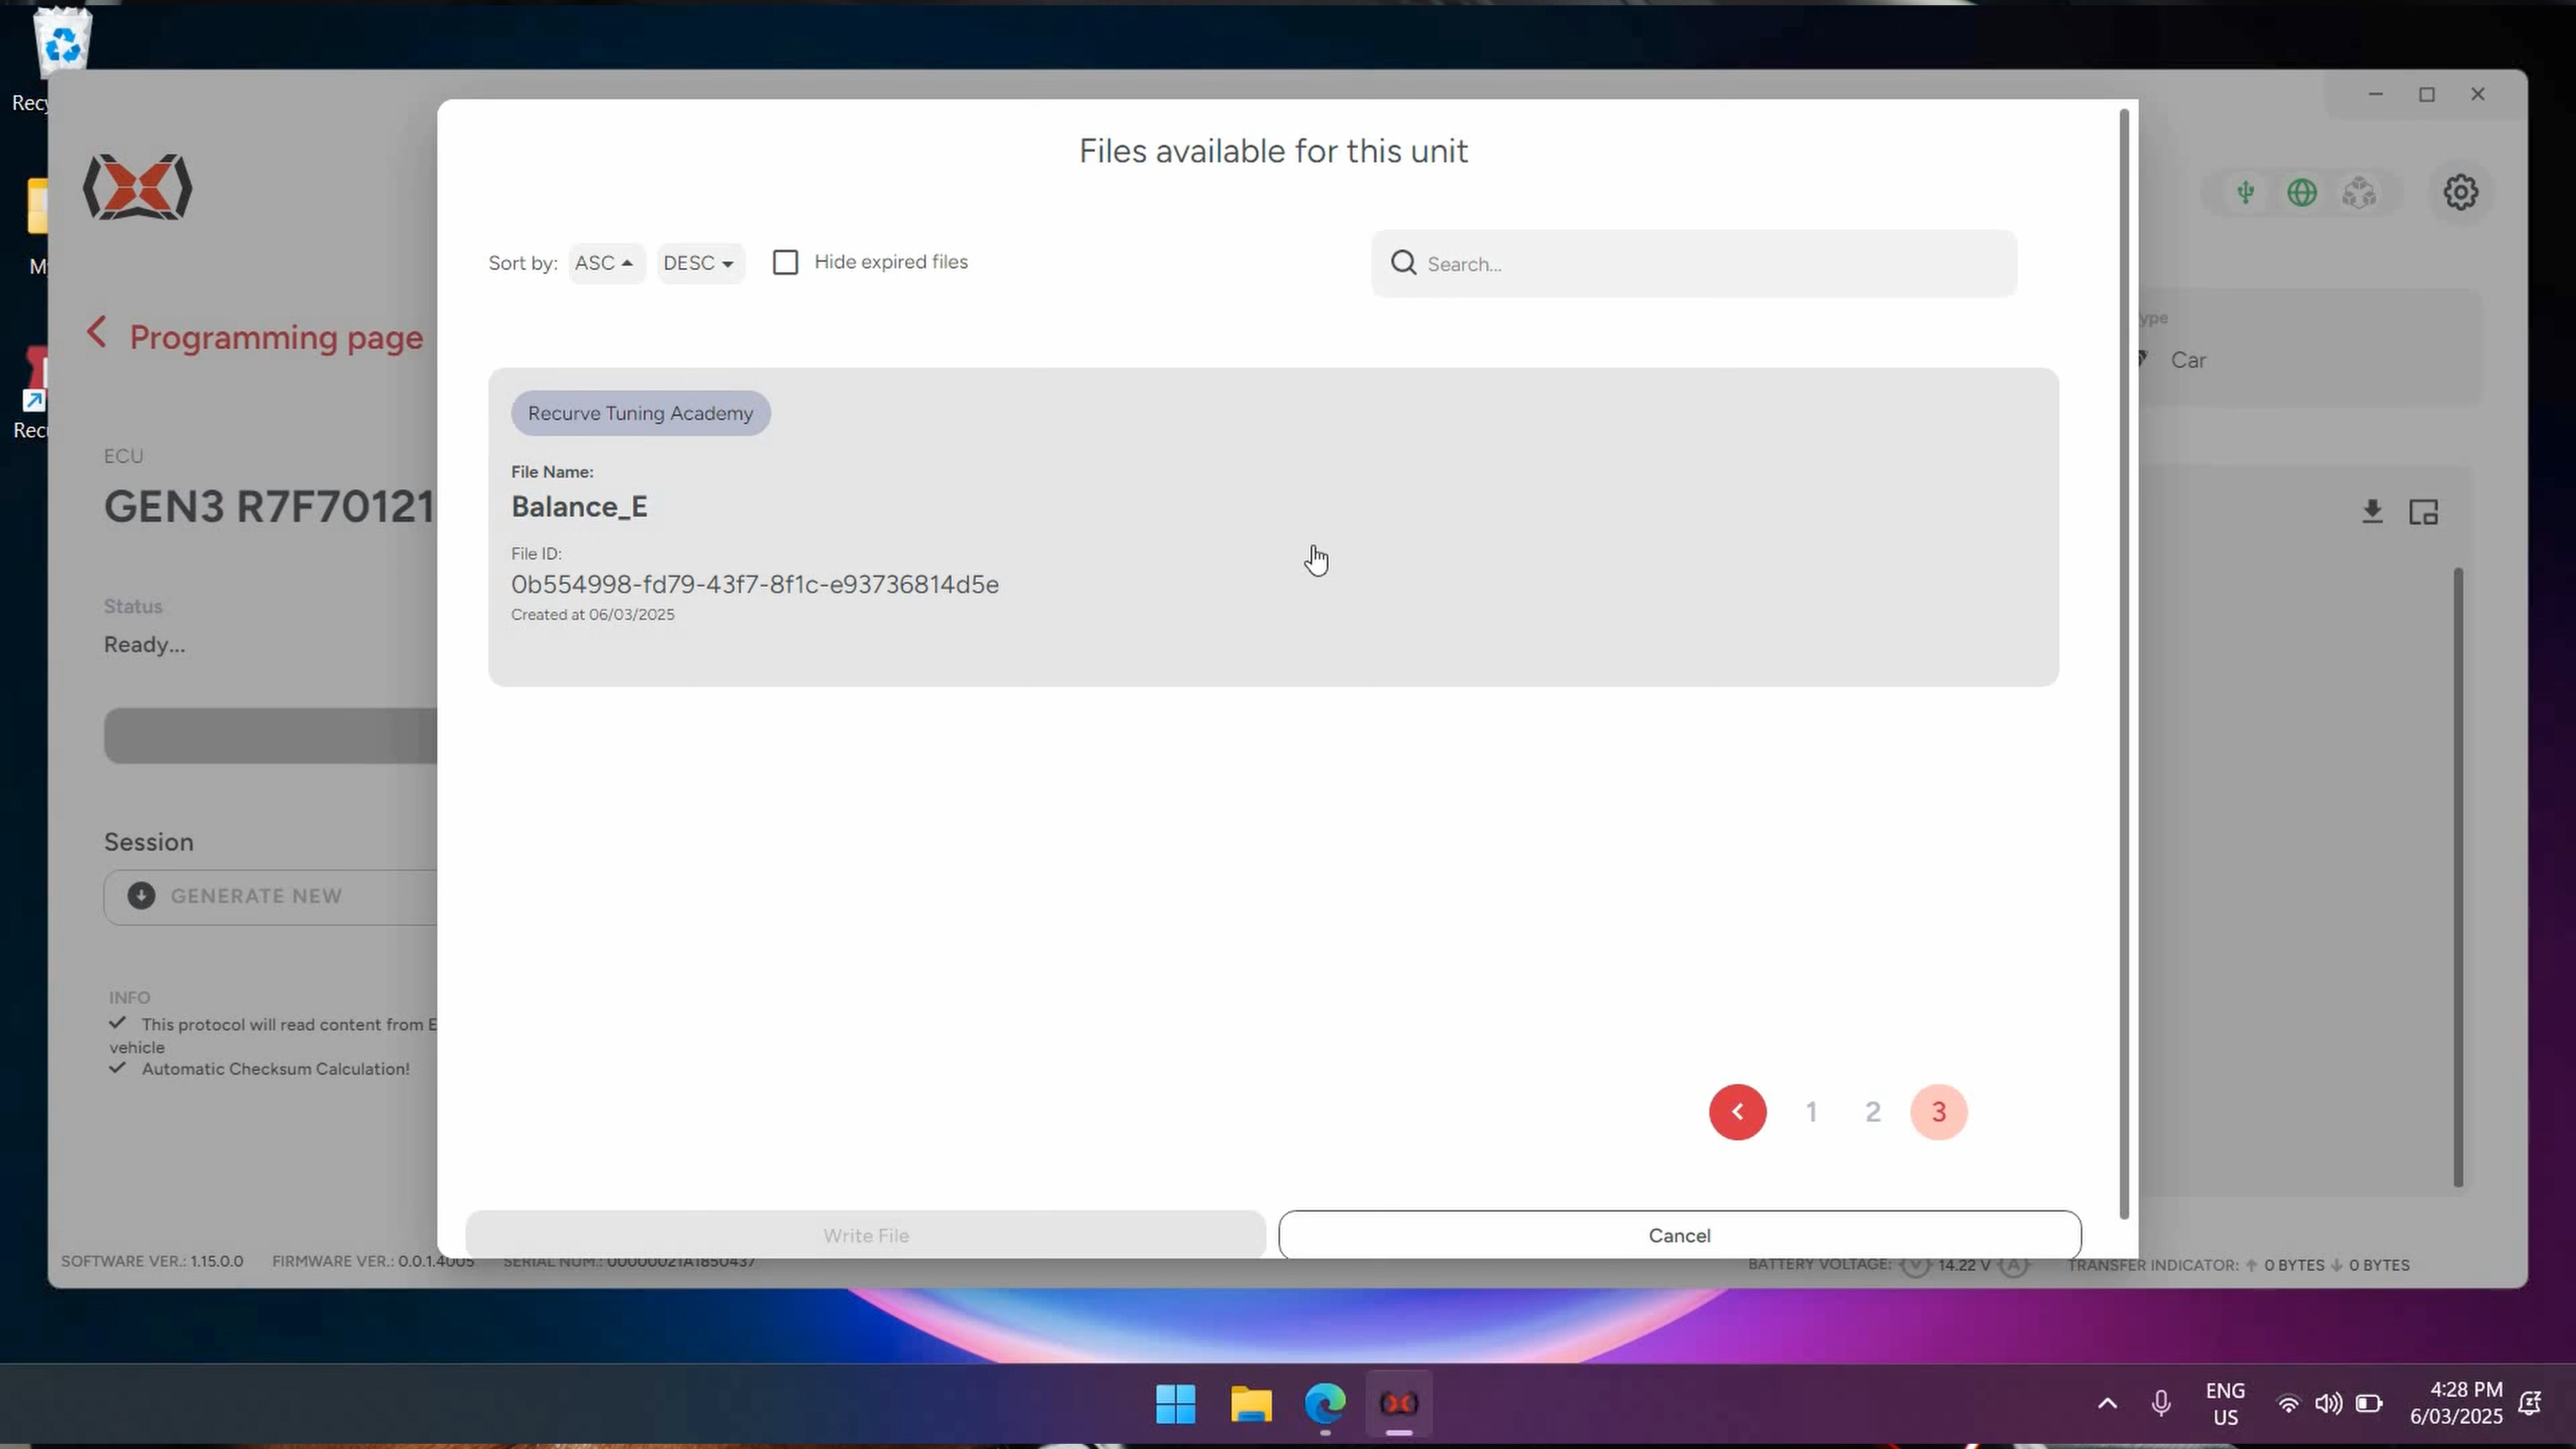 Files available for this unit
Sort by: ASC DESC Hide expired files
Search...
Programming page
Car
Recurve Tuning Academy
File Name:
Balance_E
File ID:
0b554998-fd79-43f7-8f1c-e93736814d5e
Created at 06/03/2025
ECU
GEN3 R7F70121
Status
Ready...
Session
GENERATE NEW
INFO
This protocol will read content from E
vehicle
Automatic Checksum Calculation!
1 2 3
Write File
Cancel
SOFTWARE VER.: 1.15.0.0 FIRMWARE VER.: 0.0.1.4005 SERIAL NUM.: 00000021A1850437
BATTERY VOLTAGE: V 14.22 V A TRANSFER INDICATOR: 0 BYTES 0 BYTES
ENG
US
4:28 PM
6/03/2025